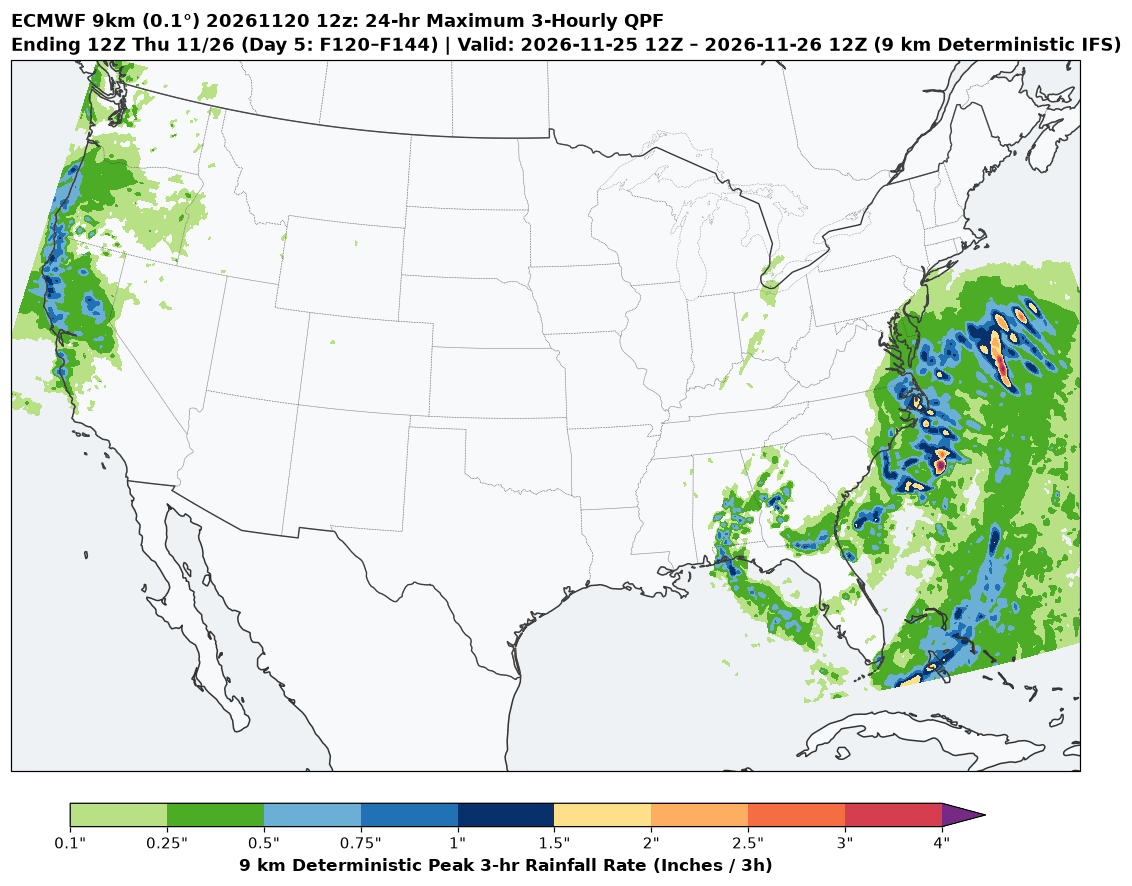 ECMWF 9km (0.1°) 20261120 12z: 24-hr Maximum 3-Hourly QPF
Ending 12Z Thu 11/26 (Day 5: F120–F144) | Valid: 2026-11-25 12Z – 2026-11-26 12Z (9 km Deterministic IFS)
0.1" 0.25" 0.5" 0.75" 1" 1.5" 2" 2.5" 3" 4"
9 km Deterministic Peak 3-hr Rainfall Rate (Inches / 3h)